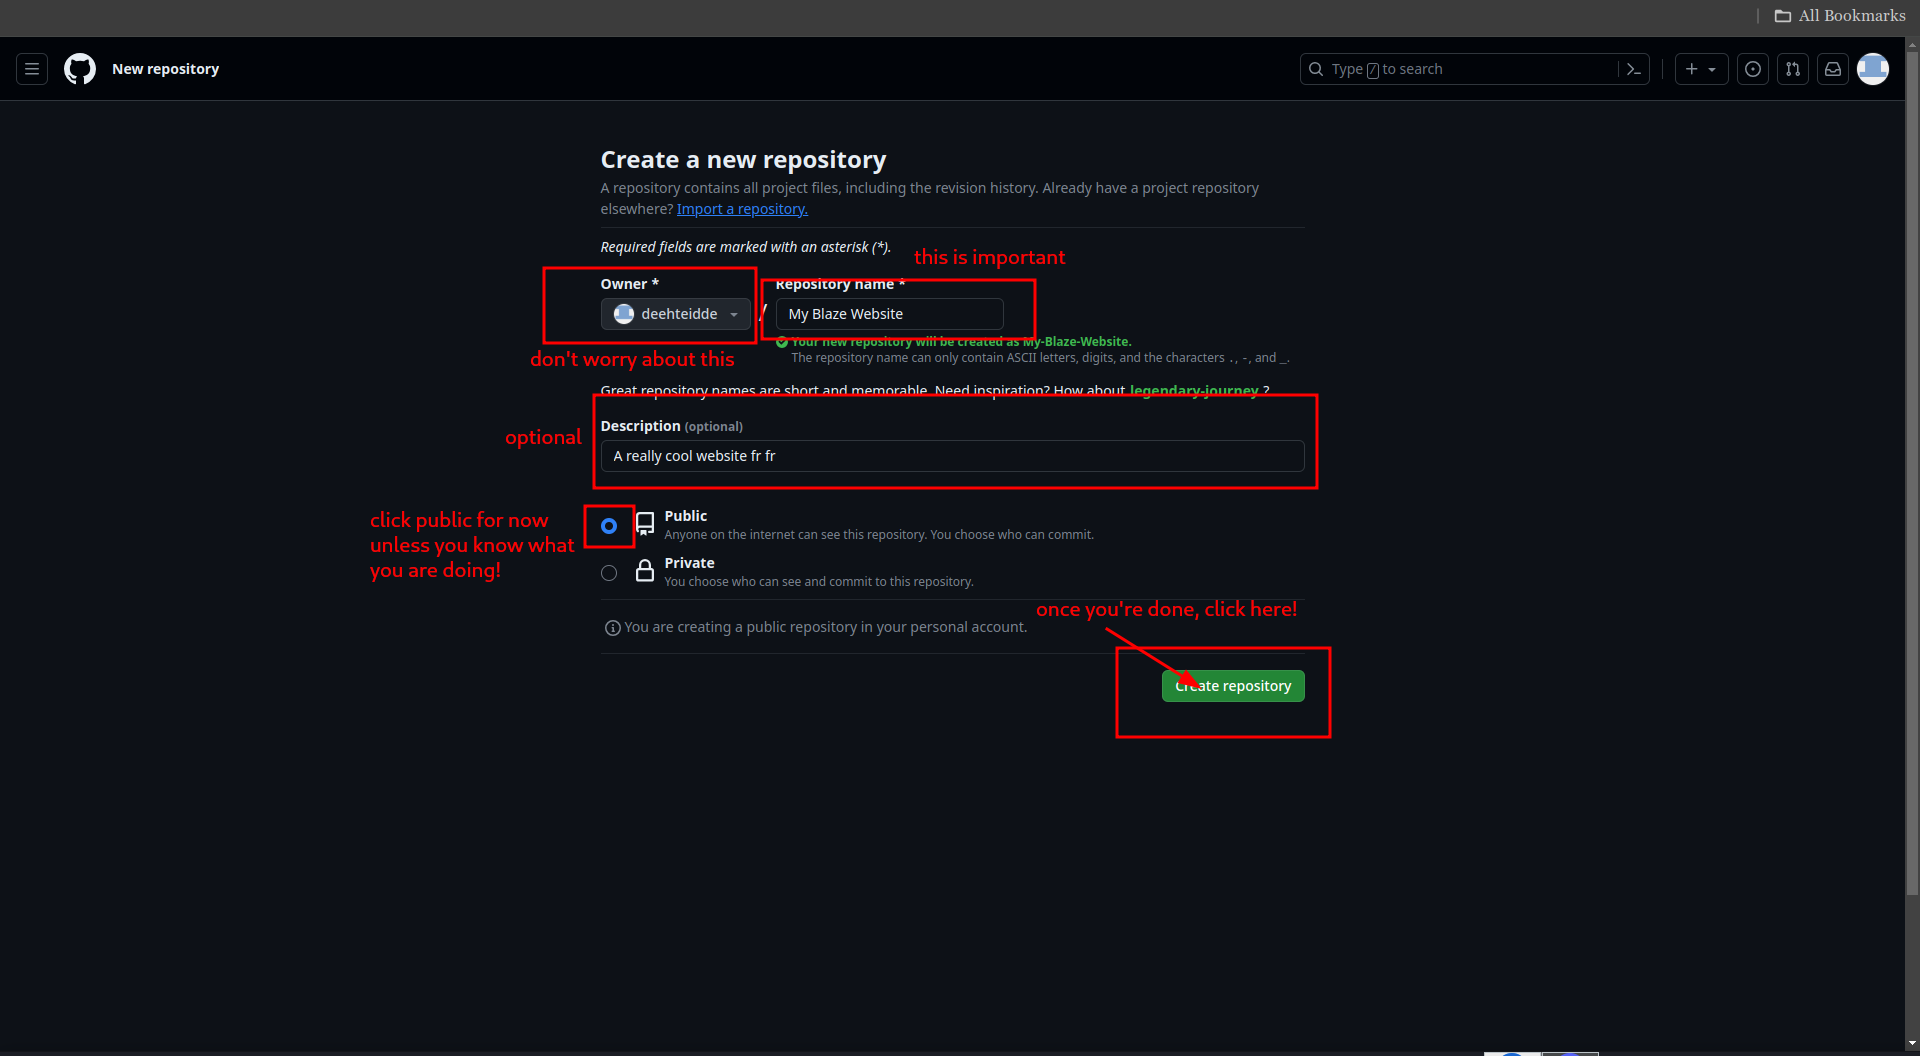 All Bookmarks
New repository
Type / to search
Create a new repository
A repository contains all project files, including the revision history. Already have a project repository
elsewhere? Import a repository.
Required fields are marked with an asterisk (*).
this is important
Owner *
Repository name *
deehteidde
/
My Blaze Website
Your new repository will be created as My-Blaze-Website.
The repository name can only contain ASCII letters, digits, and the characters ., -, and _.
don't worry about this
Great repository names are short and memorable. Need inspiration? How about legendary-journey ?
Description (optional)
optional
A really cool website fr fr
click public for now
unless you know what
you are doing!
Public
Anyone on the internet can see this repository. You choose who can commit.
Private
You choose who can see and commit to this repository.
once you're done, click here!
You are creating a public repository in your personal account.
Create repository